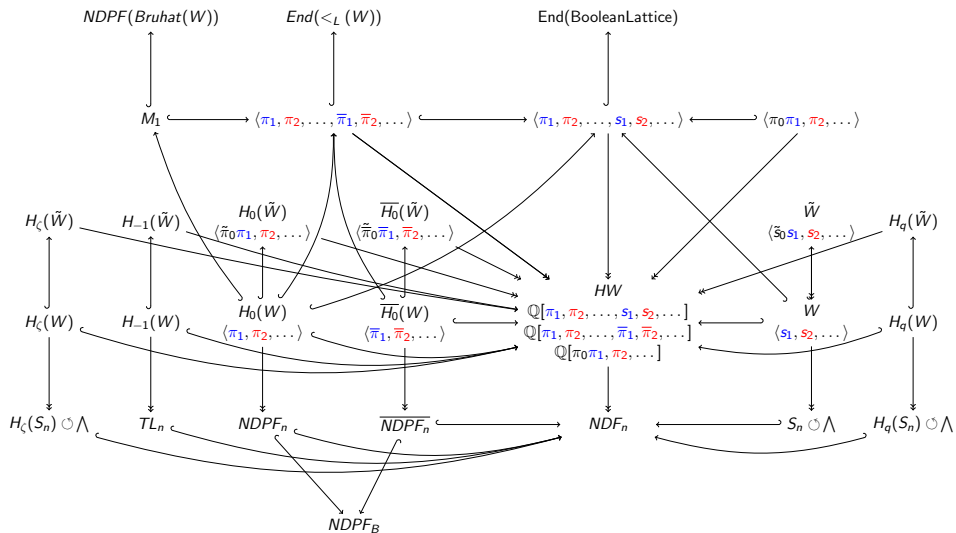 NDPF(Bruhat(W)) End(<_L (W)) End(BooleanLattice)
M₁ ⟨π₁, π₂, . . . , π̅₁, π̅₂, . . .⟩ ⟨π₁, π₂, . . . , s₁, s₂, . . .⟩ ⟨π₀π₁, π₂, . . .⟩
H_ζ(W̃) H₋₁(W̃) H₀(W̃) H̅₀̅(W̃) W̃ H_q(W̃)
⟨π̃₀π₁, π₂, . . .⟩ ⟨π̅̃₀π̅₁, π̅₂, . . .⟩ ⟨s̃₀s₁, s₂, . . .⟩
HW
H_ζ(W) H₋₁(W) H₀(W) H̅₀̅(W) ℚ[π₁, π₂, . . . , s₁, s₂, . . .] W H_q(W)
⟨π₁, π₂, . . .⟩ ⟨π̅₁, π̅₂, . . .⟩ ℚ[π₁, π₂, . . . , π̅₁, π̅₂, . . .] ⟨s₁, s₂, . . .⟩
ℚ[π₀π₁, π₂, . . .]
H_ζ(S_n) ↺ ⋀ TL_n NDPF_n N̅D̅P̅F̅_n̅ NDF_n S_n ↺ ⋀ H_q(S_n) ↺ ⋀
NDPF_B